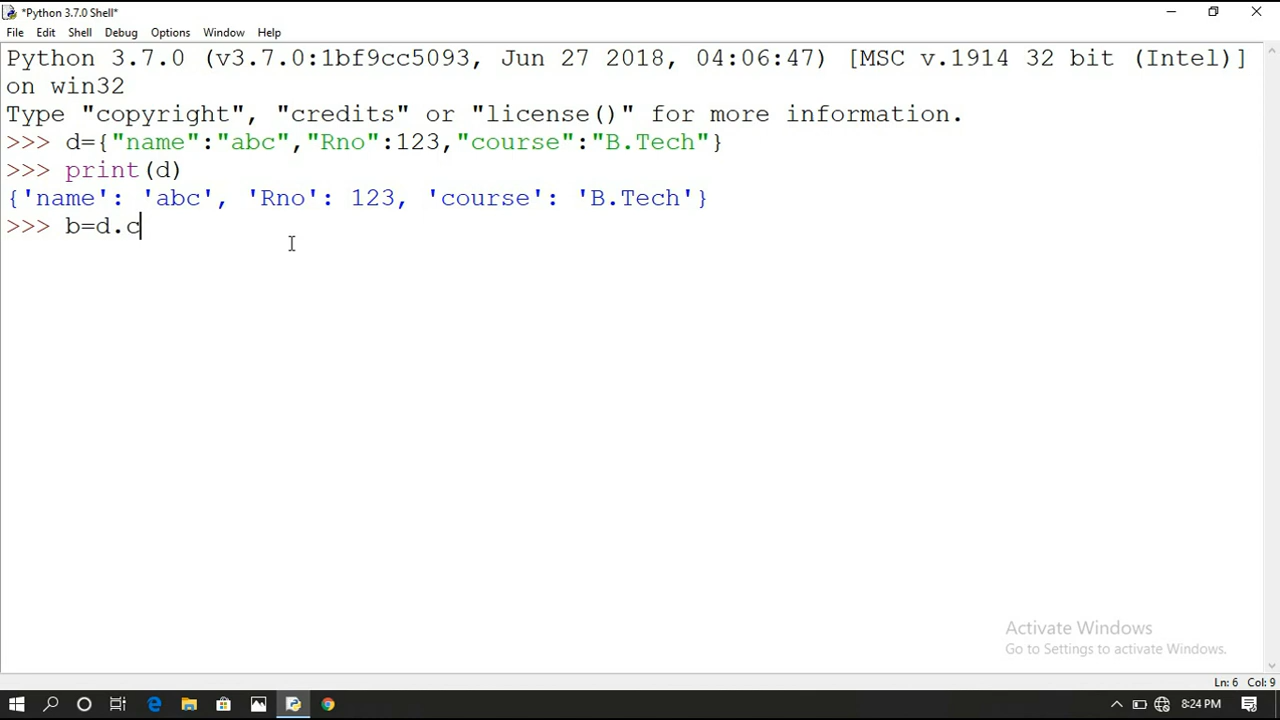 *Python 3.7.0 Shell*
File Edit Shell Debug Options Window Help
Python 3.7.0 (v3.7.0:1bf9cc5093, Jun 27 2018, 04:06:47) [MSC v.1914 32 bit (Intel)]
on win32
Type "copyright", "credits" or "license()" for more information.
>>> d={"name":"abc","Rno":123,"course":"B.Tech"}
>>> print(d)
{'name': 'abc', 'Rno': 123, 'course': 'B.Tech'}
>>> b=d.c
Activate Windows
Go to Settings to activate Windows.
Ln: 6 Col: 9
8:24 PM